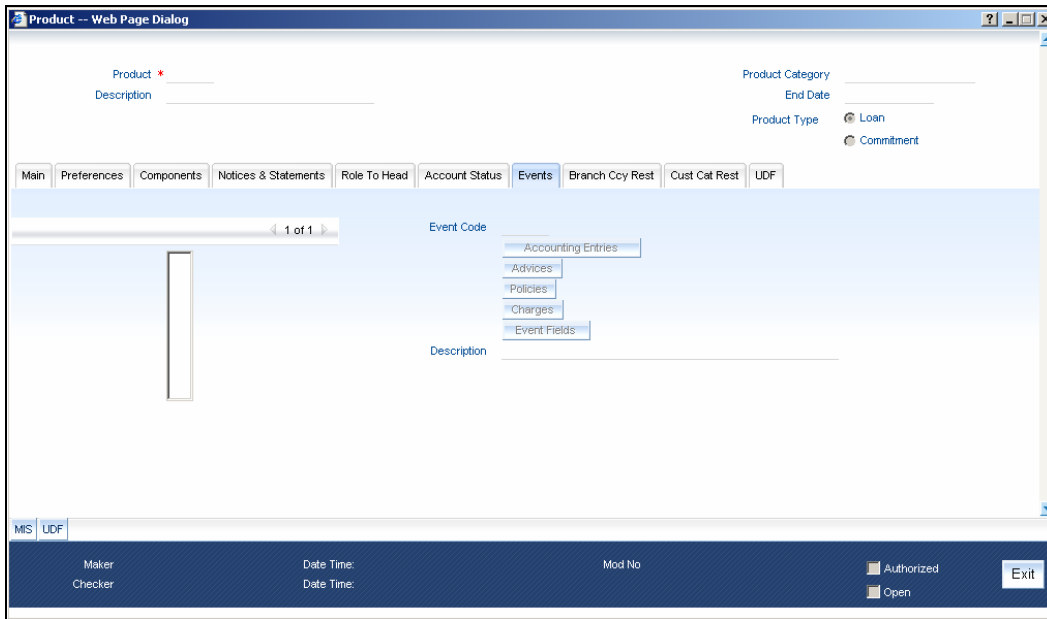 Product -- Web Page Dialog
Product *
Product Category
Description
End Date
Product Type Loan
Commitment
Main Preferences Components Notices & Statements Role To Head Account Status Events Branch Ccy Rest Cust Cat Rest UDF
1 of 1
Event Code
Accounting Entries
Advices
Policies
Charges
Event Fields
Description
MIS UDF
Maker Date Time: Mod No Authorized
Checker Date Time: Open
Exit